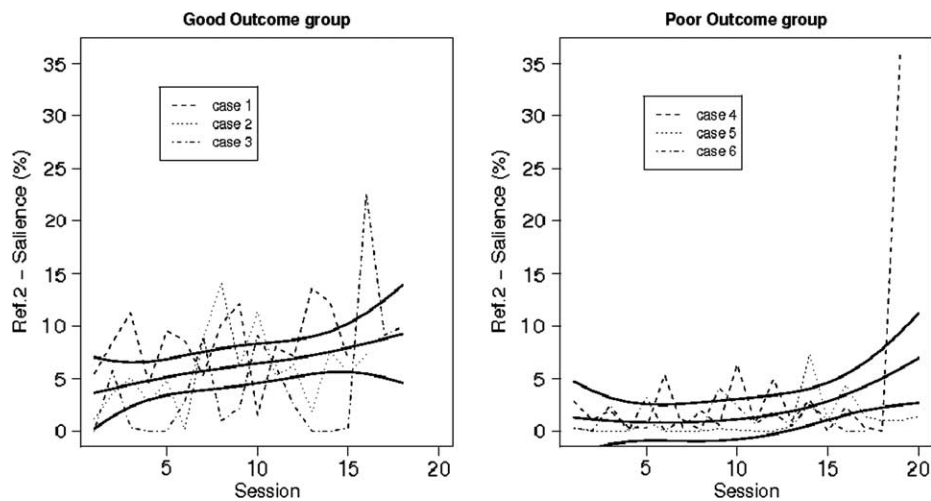 Good Outcome group
Ref.2 – Salience (%)
35
30
25
20
15
10
5
0
case 1
case 2
case 3
5
10
15
20
Session
Poor Outcome group
Ref.2 – Salience (%)
35
30
25
20
15
10
5
0
case 4
case 5
case 6
5
10
15
20
Session